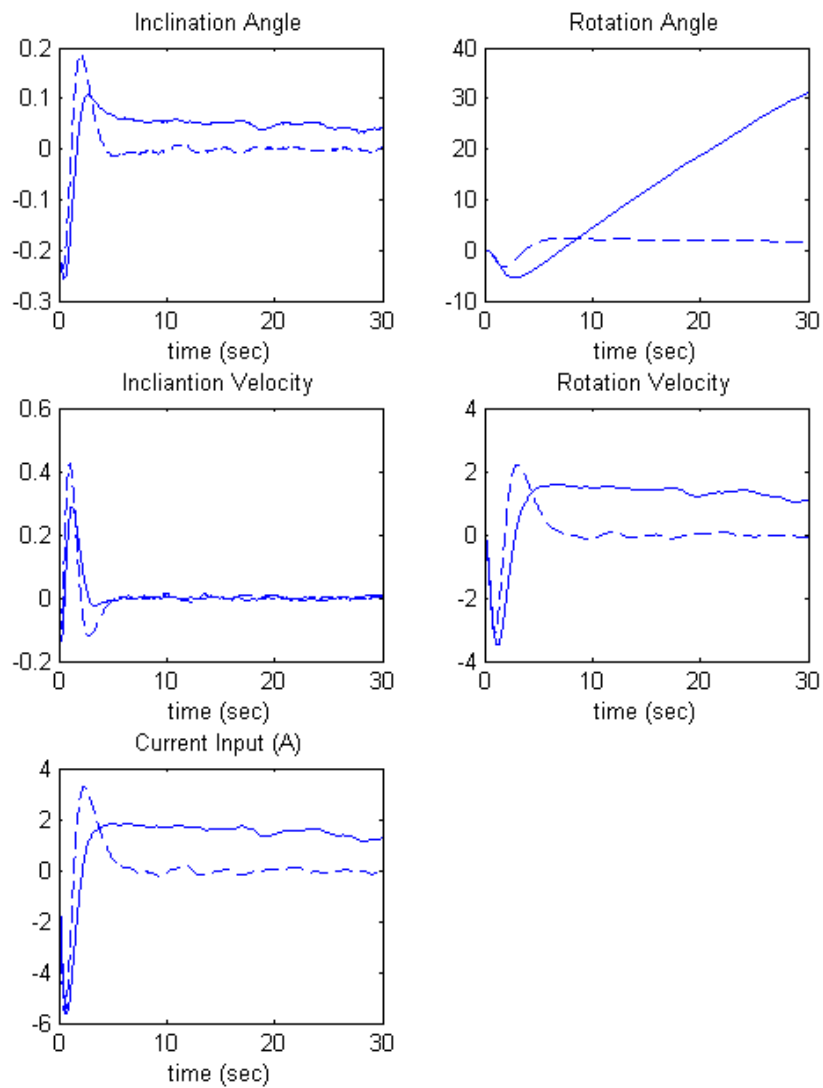 Inclination Angle
0.2
0.1
0
-0.1
-0.2
-0.3
0 10 20 30
time (sec)
Rotation Angle
40
30
20
10
0
-10
0 10 20 30
time (sec)
Incliantion Velocity
0.6
0.4
0.2
0
-0.2
0 10 20 30
time (sec)
Rotation Velocity
4
2
0
-2
-4
0 10 20 30
time (sec)
Current Input (A)
4
2
0
-2
-4
-6
0 10 20 30
time (sec)